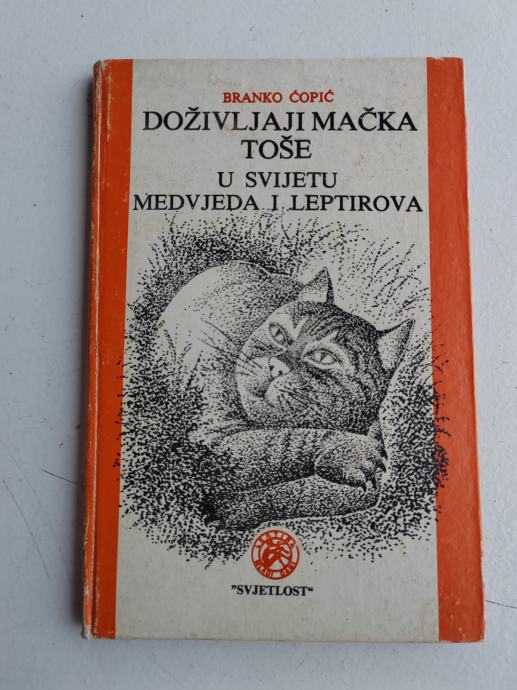 BRANKO ĆOPIĆ
DOŽIVLJAJI MAČKA
TOŠE
U SVIJETU
MEDVJEDA I LEPTIROVA
"SVJETLOST"